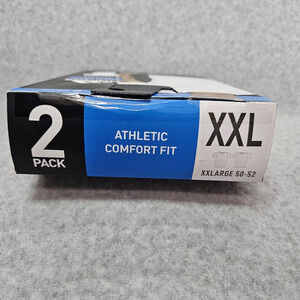 2
PACK
ATHLETIC
COMFORT FIT
XXL
XXLARGE 50-52